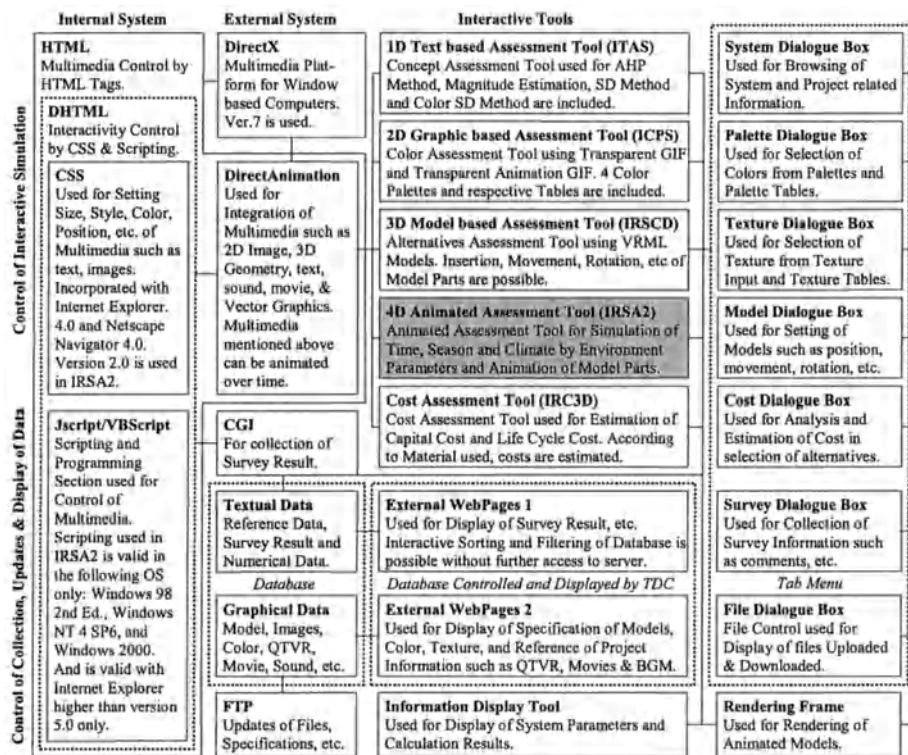 Internal System
External System
Interactive Tools
Control of Interactive Simulation
Control of Collection, Updates & Display of Data
HTML
Multimedia Control by
HTML Tags.
DHTML
Interactivity Control
by CSS & Scripting.
CSS
Used for Setting
Size, Style, Color,
Position, etc. of
Multimedia such as
text, images.
Incorporated with
Internet Explorer.
4.0 and Netscape
Navigator 4.0.
Version 2.0 is used
in IRSA2.
Jscript/VBScript
Scripting and
Programming
Section used for
Control of
Multimedia.
Scripting used in
IRSA2 is valid in
the following OS
only: Windows 98
2nd Ed., Windows
NT 4 SP6, and
Windows 2000.
And is valid with
Internet Explorer
higher than version
5.0 only.
DirectX
Multimedia Plat-
form for Window
based Computers.
Ver.7 is used.
DirectAnimation
Used for
Integration of
Multimedia such as
2D Image, 3D
Geometry, text,
sound, movie, &
Vector Graphics.
Multimedia
mentioned above
can be animated
over time.
CGI
For collection of
Survey Result.
Textual Data
Reference Data,
Survey Result and
Numerical Data.
Database
Graphical Data
Model, Images,
Color, QTVR,
Movie, Sound, etc.
FTP
Updates of Files,
Specifications, etc.
1D Text based Assessment Tool (ITAS)
Concept Assessment Tool used for AHP
Method, Magnitude Estimation, SD Method
and Color SD Method are included.
2D Graphic based Assessment Tool (ICPS)
Color Assessment Tool using Transparent GIF
and Transparent Animation GIF. 4 Color
Palettes and respective Tables are included.
3D Model based Assessment Tool (IRSCD)
Alternatives Assessment Tool using VRML
Models. Insertion, Movement, Rotation, etc of
Model Parts are possible.
4D Animated Assessment Tool (IRSA2)
Animated Assessment Tool for Simulation of
Time, Season and Climate by Environment
Parameters and Animation of Model Parts.
Cost Assessment Tool (IRC3D)
Cost Assessment Tool used for Estimation of
Capital Cost and Life Cycle Cost. According
to Material used, costs are estimated.
External WebPages 1
Used for Display of Survey Result, etc.
Interactive Sorting and Filtering of Database is
possible without further access to server.
Database Controlled and Displayed by TDC
External WebPages 2
Used for Display of Specification of Models,
Color, Texture, and Reference of Project
Information such as QTVR, Movies & BGM.
Information Display Tool
Used for Display of System Parameters and
Calculation Results.
System Dialogue Box
Used for Browsing of
System and Project related
Information.
Palette Dialogue Box
Used for Selection of
Colors from Palettes and
Palette Tables.
Texture Dialogue Box
Used for Selection of
Texture from Texture
Input and Texture Tables.
Model Dialogue Box
Used for Setting of
Models such as position,
movement, rotation, etc.
Cost Dialogue Box
Used for Analysis and
Estimation of Cost in
selection of alternatives.
Survey Dialogue Box
Used for Collection of
Survey Information such
as comments, etc.
Tab Menu
File Dialogue Box
File Control used for
Display of files Uploaded
& Downloaded.
Rendering Frame
Used for Rendering of
Animated Models.